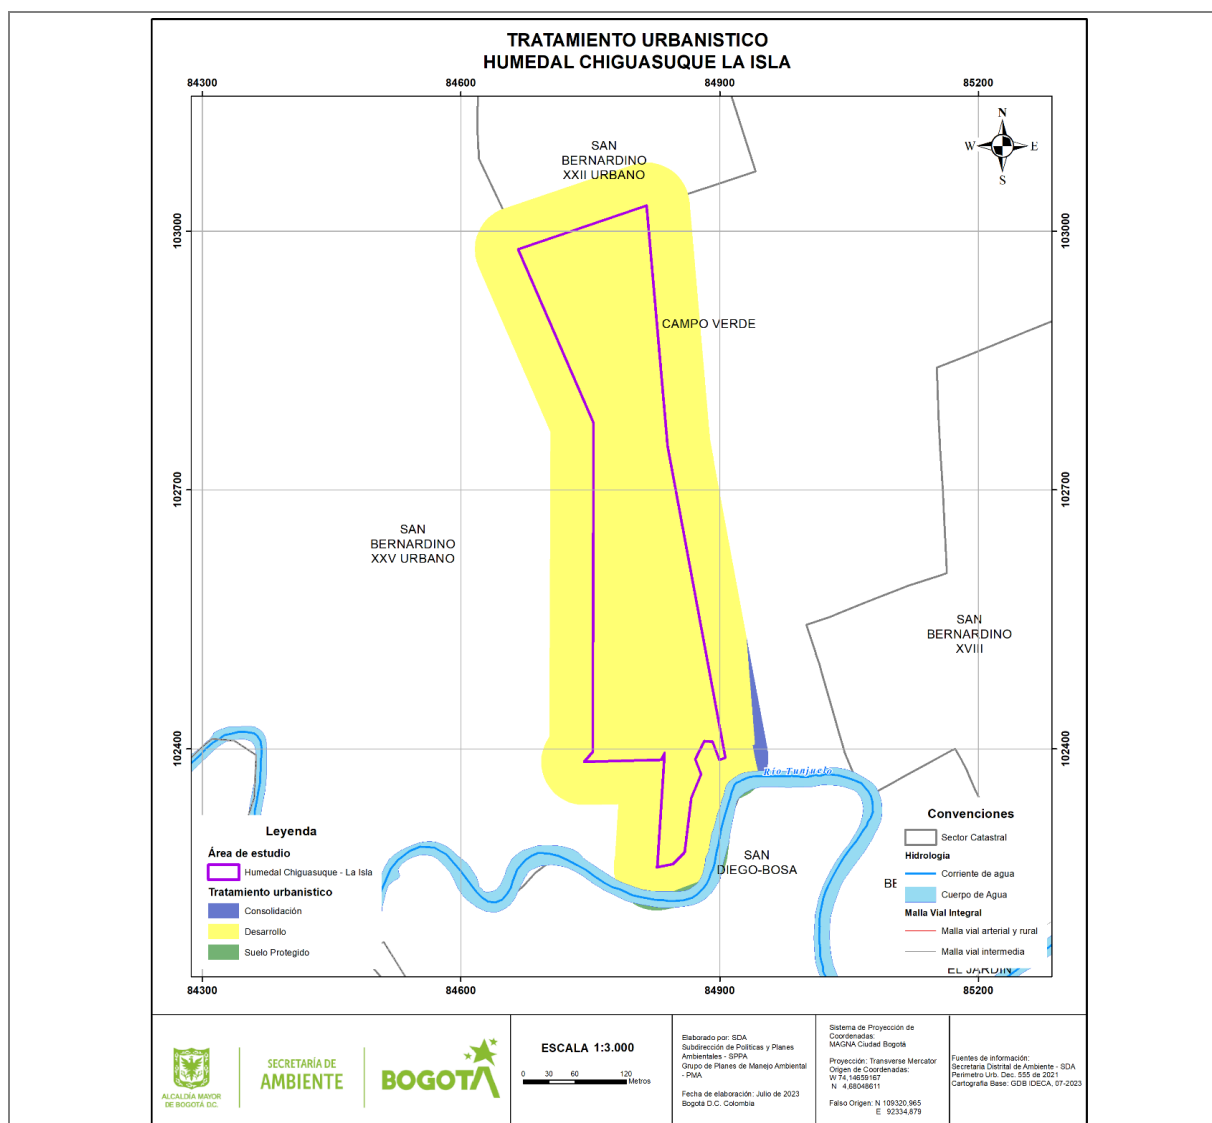 TRATAMIENTO URBANISTICO
HUMEDAL CHIGUASUQUE LA ISLA
84300
84600
84900
85200
N
W
E
S
SAN
BERNARDINO
XXII URBANO
103000
103000
CAMPO VERDE
102700
102700
SAN
BERNARDINO
XXV URBANO
SAN
BERNARDINO
XVIII
102400
102400
Río Tunjuelo
SAN
DIEGO-BOSA
BE
EL JARDIN
Leyenda
Área de estudio
Humedal Chiguasuque - La Isla
Tratamiento urbanistico
Consolidación
Desarrollo
Suelo Protegido
Convenciones
Sector Catastral
Hidrología
Corriente de agua
Cuerpo de Agua
Malla Vial Integral
Malla vial arterial y rural
Malla vial intermedia
84300
84600
84900
85200
ALCALDÍA MAYOR
DE BOGOTÁ D.C.
SECRETARÍA DE
AMBIENTE
BOGOTÁ
ESCALA 1:3.000
0 30 60 120
Metros
Elaborado por: SDA
Subdirección de Políticas y Planes
Ambientales - SPPA
Grupo de Planes de Manejo Ambiental
- PMA
Fecha de elaboración: Julio de 2023
Bogotá D.C. Colombia
Sistema de Proyección de
Coordenadas:
MAGNA Ciudad Bogotá
Proyección: Transverse Mercator
Origen de Coordenadas:
W 74,14659167
N 4,68048611
Falso Origen: N 109320,965
E 92334,879
Fuentes de información:
Secretaria Distrital de Ambiente - SDA
Perimetro Urb. Dec. 555 de 2021
Cartografía Base: GDB IDECA, 07-2023